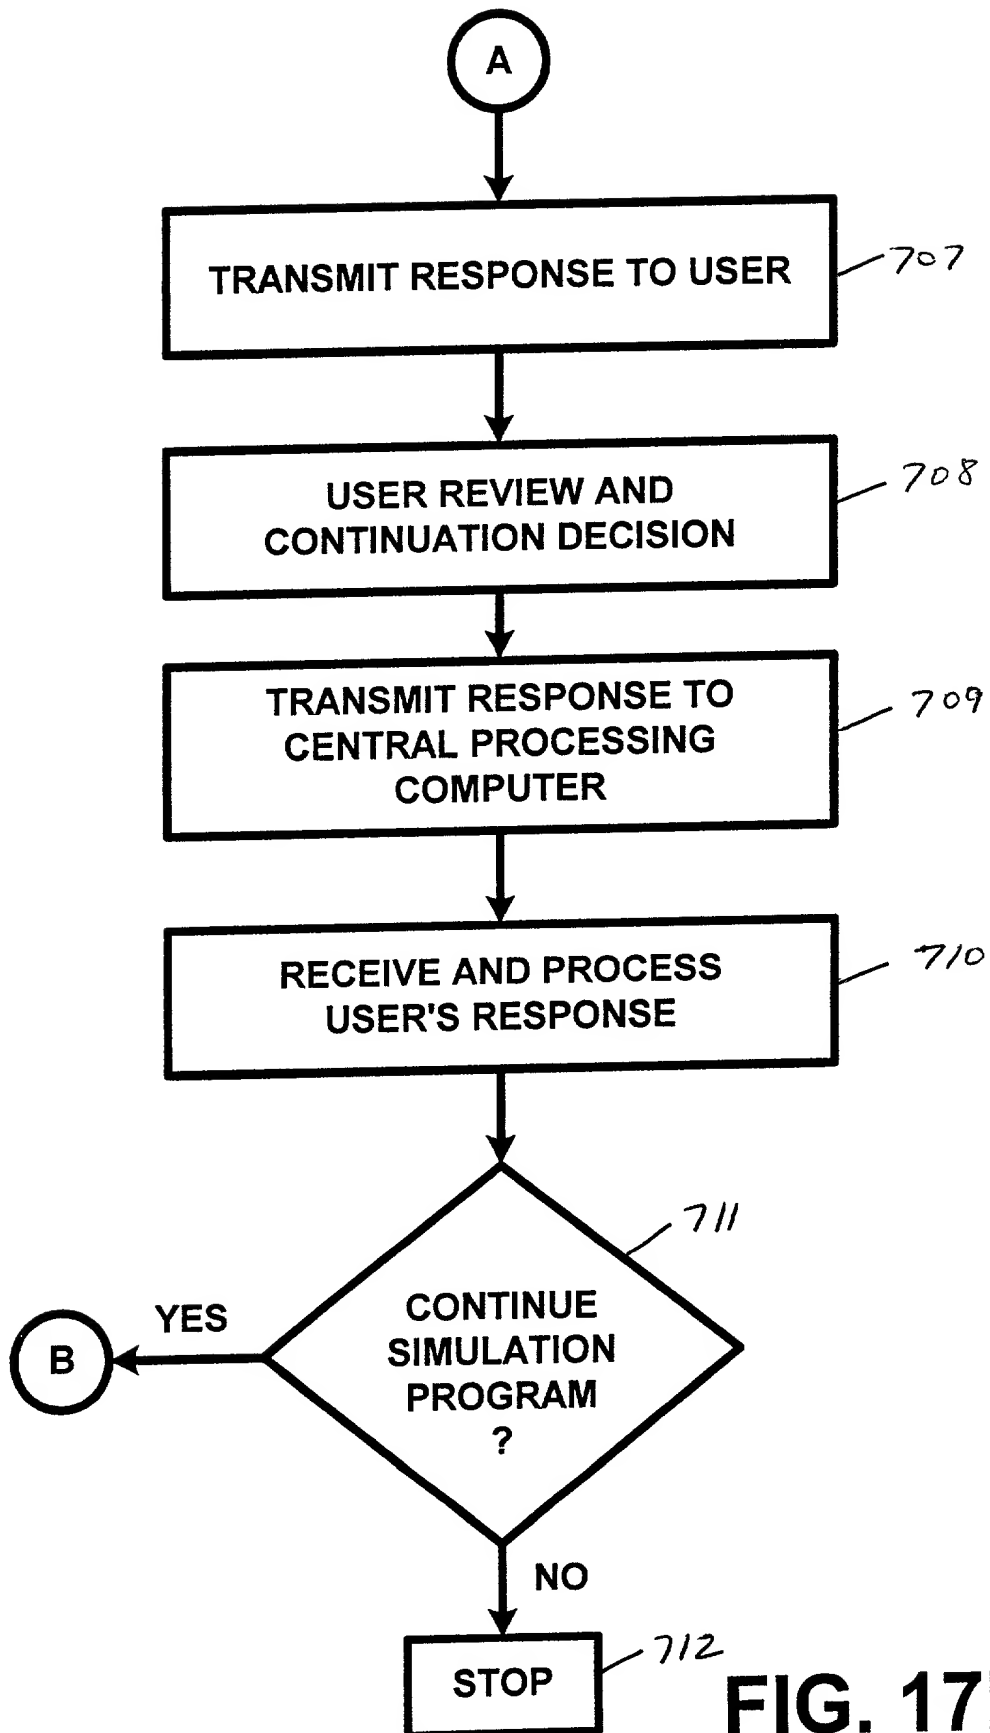 A
TRANSMIT RESPONSE TO USER
707
USER REVIEW AND
CONTINUATION DECISION
708
TRANSMIT RESPONSE TO
CENTRAL PROCESSING
COMPUTER
709
RECEIVE AND PROCESS
USER'S RESPONSE
710
711
CONTINUE
SIMULATION
PROGRAM
?
YES
B
NO
STOP
712
FIG. 17